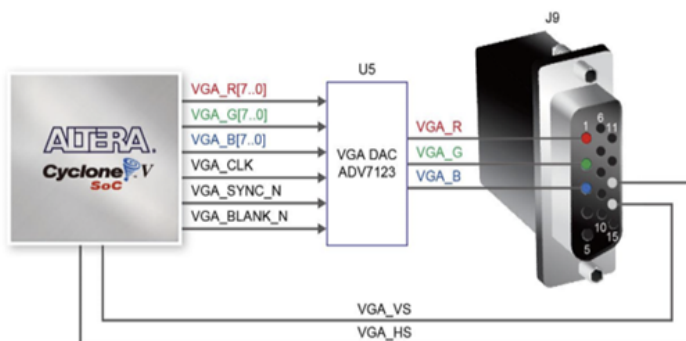 J9
U5
VGA_R[7..0]
VGA_G[7..0]
VGA_B[7..0]
VGA_CLK
VGA_SYNC_N
VGA_BLANK_N
ALTERA
Cyclone V
SoC
VGA DAC
ADV7123
VGA_R
VGA_G
VGA_B
1
6
11
5
10
15
VGA_VS
VGA_HS